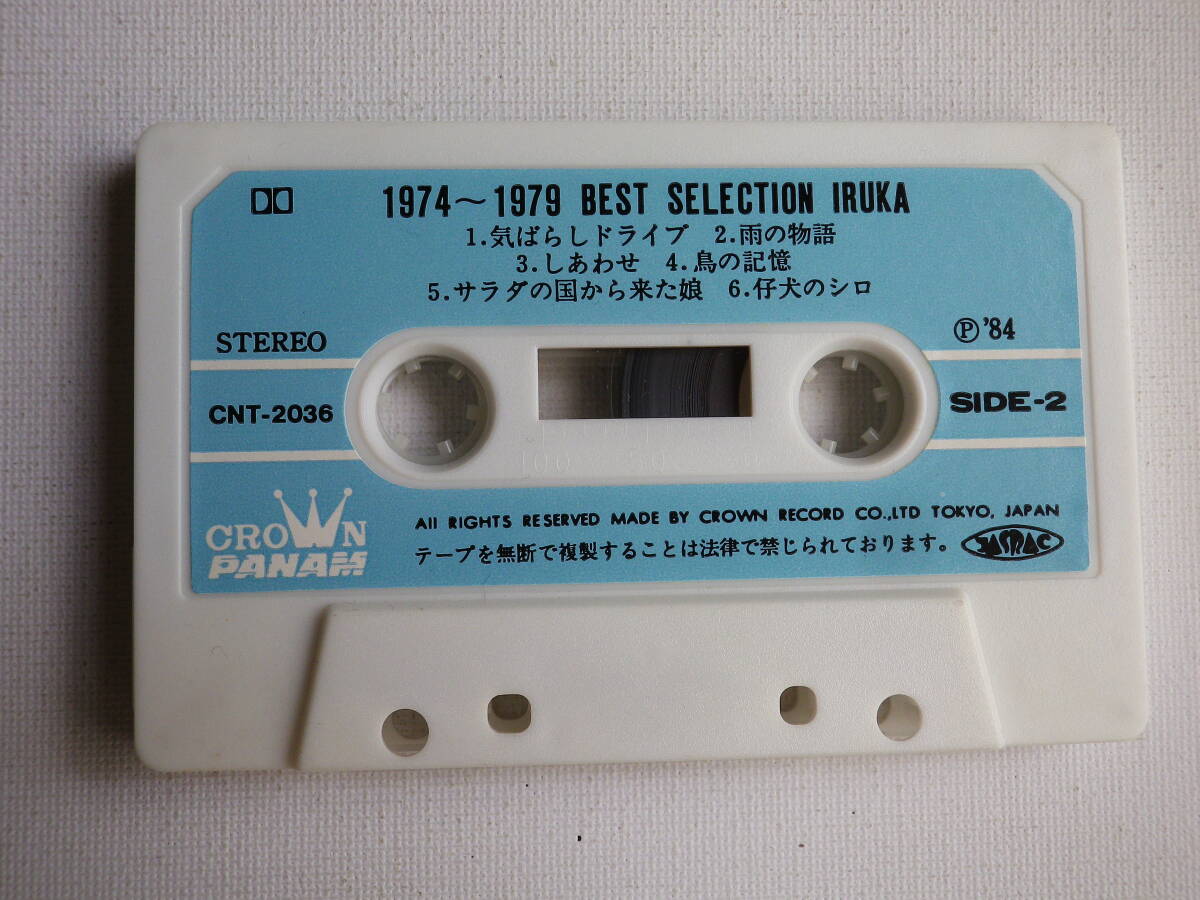 1974～1979 BEST SELECTION IRUKA
1.気ばらしドライブ 2.雨の物語
3.しあわせ 4.鳥の記憶
5.サラダの国から来た娘 6.仔犬のシロ
STEREO
Ⓟ'84
CNT-2036
SIDE-2
100 50 0
CROWN
PANAM
All RIGHTS RESERVED MADE BY CROWN RECORD CO.,LTD TOKYO, JAPAN
テープを無断で複製することは法律で禁じられております。
JASRAC